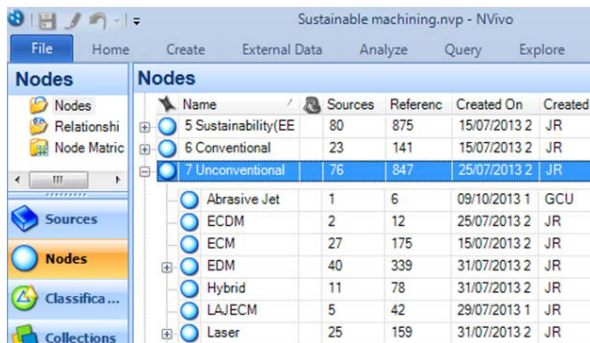 Sustainable machining.nvp - NVivo
File Home Create External Data Analyze Query Explore
Nodes
Nodes
Relationshi
Node Matric
Sources
Nodes
Classifica...
Collections
Nodes
Name / Sources Referenc Created On Created
5 Sustainability(EE 80 875 15/07/2013 2 JR
6 Conventional 23 141 15/07/2013 2 JR
7 Unconventional 76 847 25/07/2013 2 JR
Abrasive Jet 1 6 09/10/2013 1 GCU
ECDM 2 12 25/07/2013 2 JR
ECM 27 175 15/07/2013 2 JR
EDM 40 339 31/07/2013 2 JR
Hybrid 11 78 31/07/2013 2 JR
LAJECM 5 42 29/07/2013 1 JR
Laser 25 159 31/07/2013 2 JR